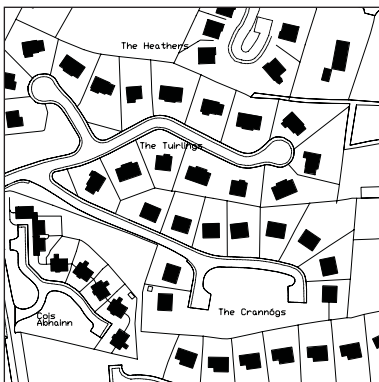 The Heathers
The Tuirlings
The Crannógs
Cois
Abhainn